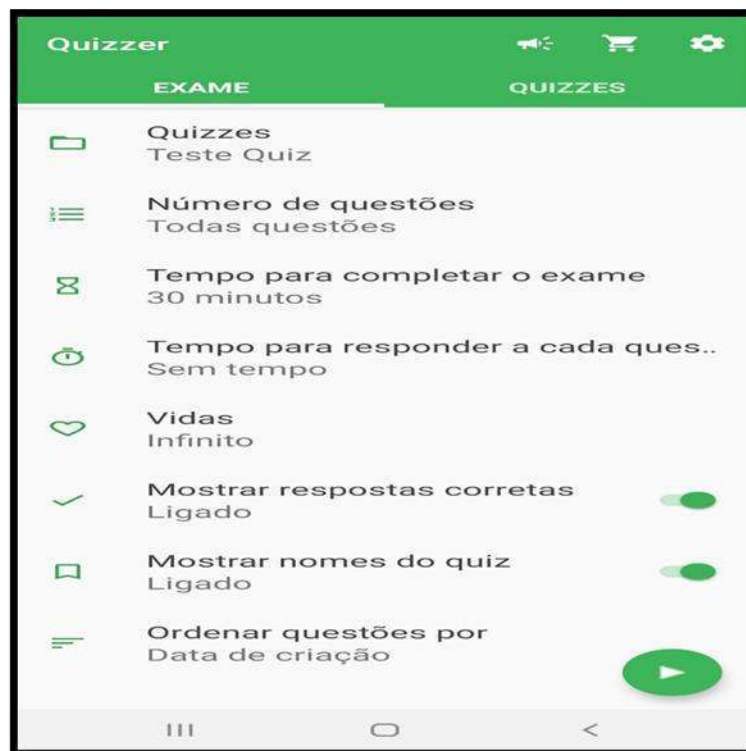 Quizzer
EXAME QUIZZES
Quizzes
Teste Quiz
Número de questões
Todas questões
Tempo para completar o exame
30 minutos
Tempo para responder a cada ques..
Sem tempo
Vidas
Infinito
Mostrar respostas corretas
Ligado
Mostrar nomes do quiz
Ligado
Ordenar questões por
Data de criação